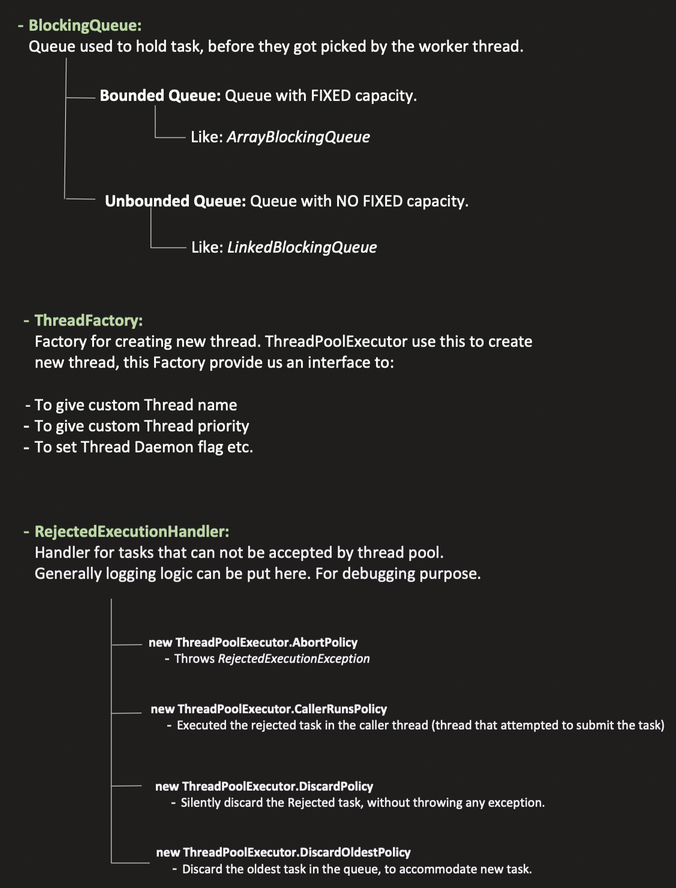 - BlockingQueue:
Queue used to hold task, before they got picked by the worker thread.
Bounded Queue: Queue with FIXED capacity.
Like: ArrayBlockingQueue
Unbounded Queue: Queue with NO FIXED capacity.
Like: LinkedBlockingQueue
- ThreadFactory:
Factory for creating new thread. ThreadPoolExecutor use this to create
new thread, this Factory provide us an interface to:
- To give custom Thread name
- To give custom Thread priority
- To set Thread Daemon flag etc.
- RejectedExecutionHandler:
Handler for tasks that can not be accepted by thread pool.
Generally logging logic can be put here. For debugging purpose.
new ThreadPoolExecutor.AbortPolicy
- Throws RejectedExecutionException
new ThreadPoolExecutor.CallerRunsPolicy
- Executed the rejected task in the caller thread (thread that attempted to submit the task)
new ThreadPoolExecutor.DiscardPolicy
- Silently discard the Rejected task, without throwing any exception.
new ThreadPoolExecutor.DiscardOldestPolicy
- Discard the oldest task in the queue, to accommodate new task.